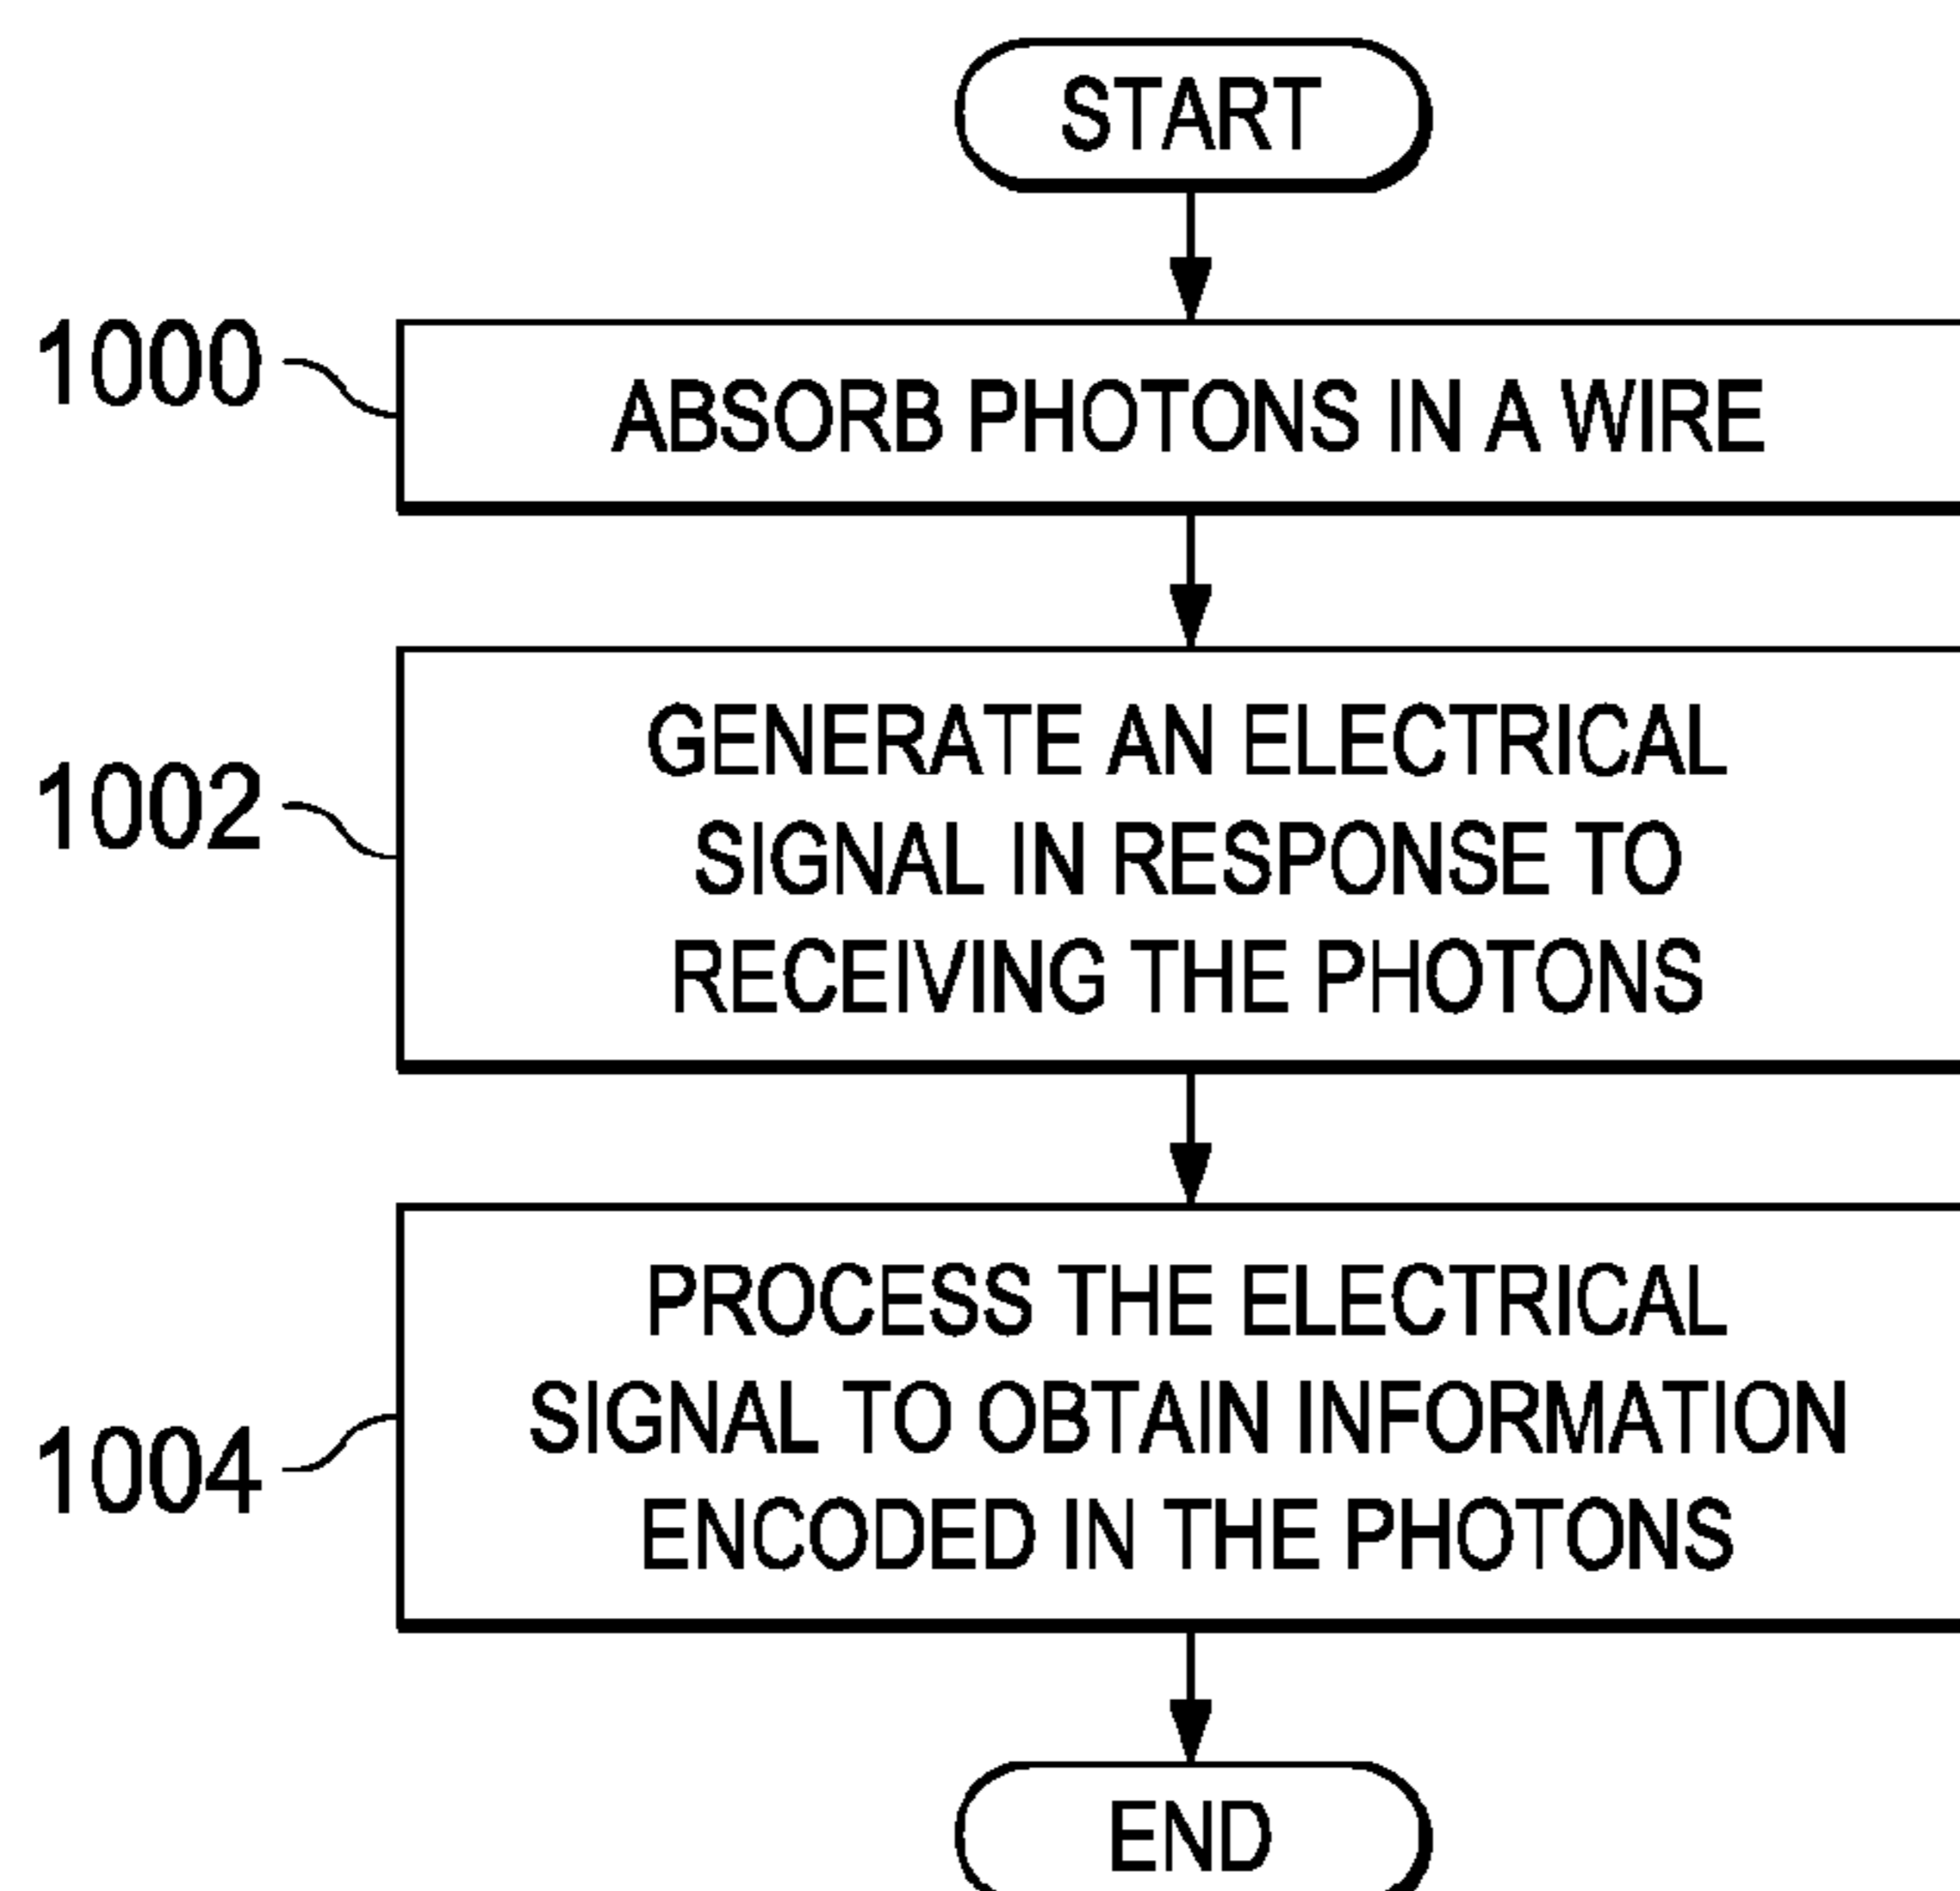 START
1000
ABSORB PHOTONS IN A WIRE
1002
GENERATE AN ELECTRICAL
SIGNAL IN RESPONSE TO
RECEIVING THE PHOTONS
1004
PROCESS THE ELECTRICAL
SIGNAL TO OBTAIN INFORMATION
ENCODED IN THE PHOTONS
END